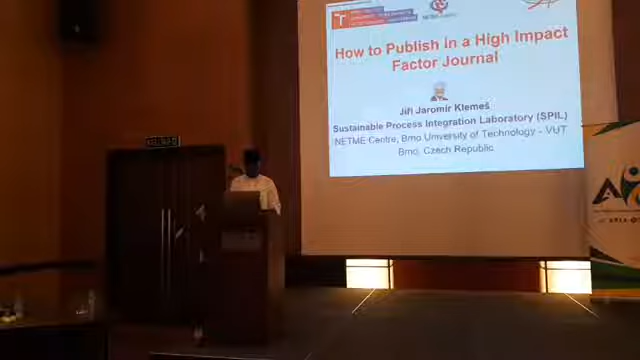 How to Publish in a High Impact
Factor Journal
Jiří Jaromír Klemeš
Sustainable Process Integration Laboratory (SPIL)
NETME Centre, Brno University of Technology - VUT
Brno, Czech Republic
KELUAR